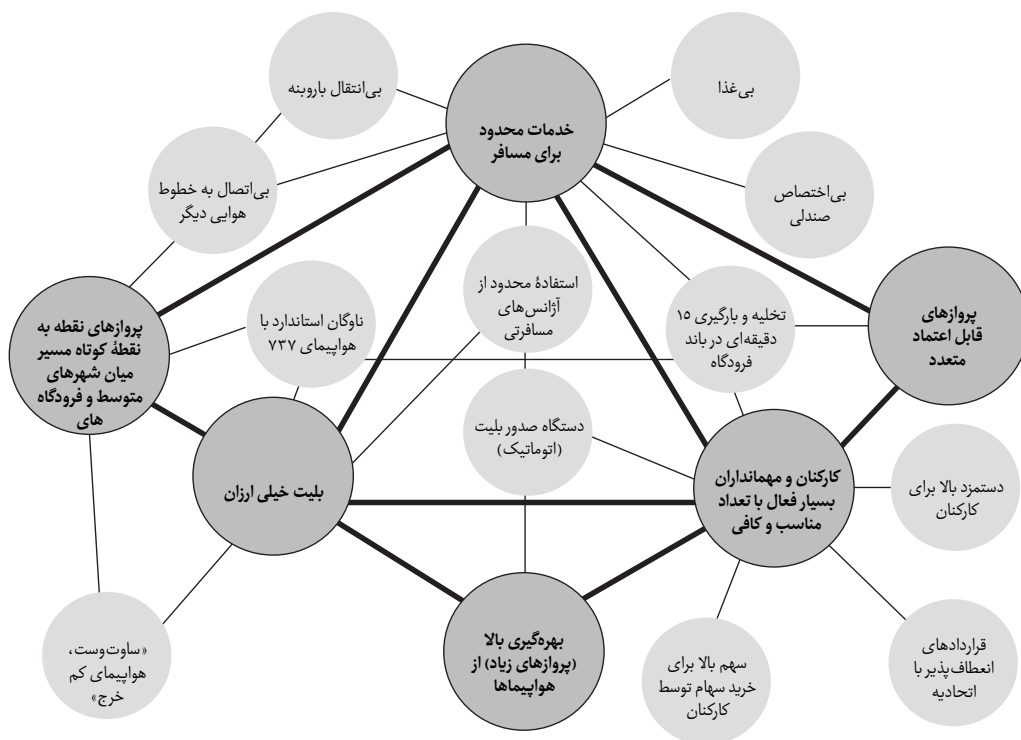 بی‌انتقال باروبنه
بی‌غذا
خدمات محدود
برای مسافر
بی‌اتصال به خطوط
هوایی دیگر
بی‌اختصاص
صندلی
استفادهٔ محدود از
آژانس‌های
مسافرتی
پروازهای
قابل اعتماد
متعدد
تخلیه و بارگیری ۱۵
دقیقه‌ای در باند
فرودگاه
ناوگان استاندارد با
هواپیمای ۷۳۷
پروازهای نقطه به
نقطهٔ کوتاه مسیر
میان شهرهای
متوسط و فرودگاه
های
دستگاه صدور بلیت
(اتوماتیک)
بلیت خیلی ارزان
کارکنان و مهمانداران
بسیار فعال با تعداد
مناسب و کافی
دستمزد بالا برای
کارکنان
بهره‌گیری بالا
(پروازهای زیاد) از
هواپیماها
«ساوت‌وست،
هواپیمای کم
خرج»
سهم بالا برای
خرید سهام توسط
کارکنان
قراردادهای
انعطاف‌پذیر با
اتحادیه